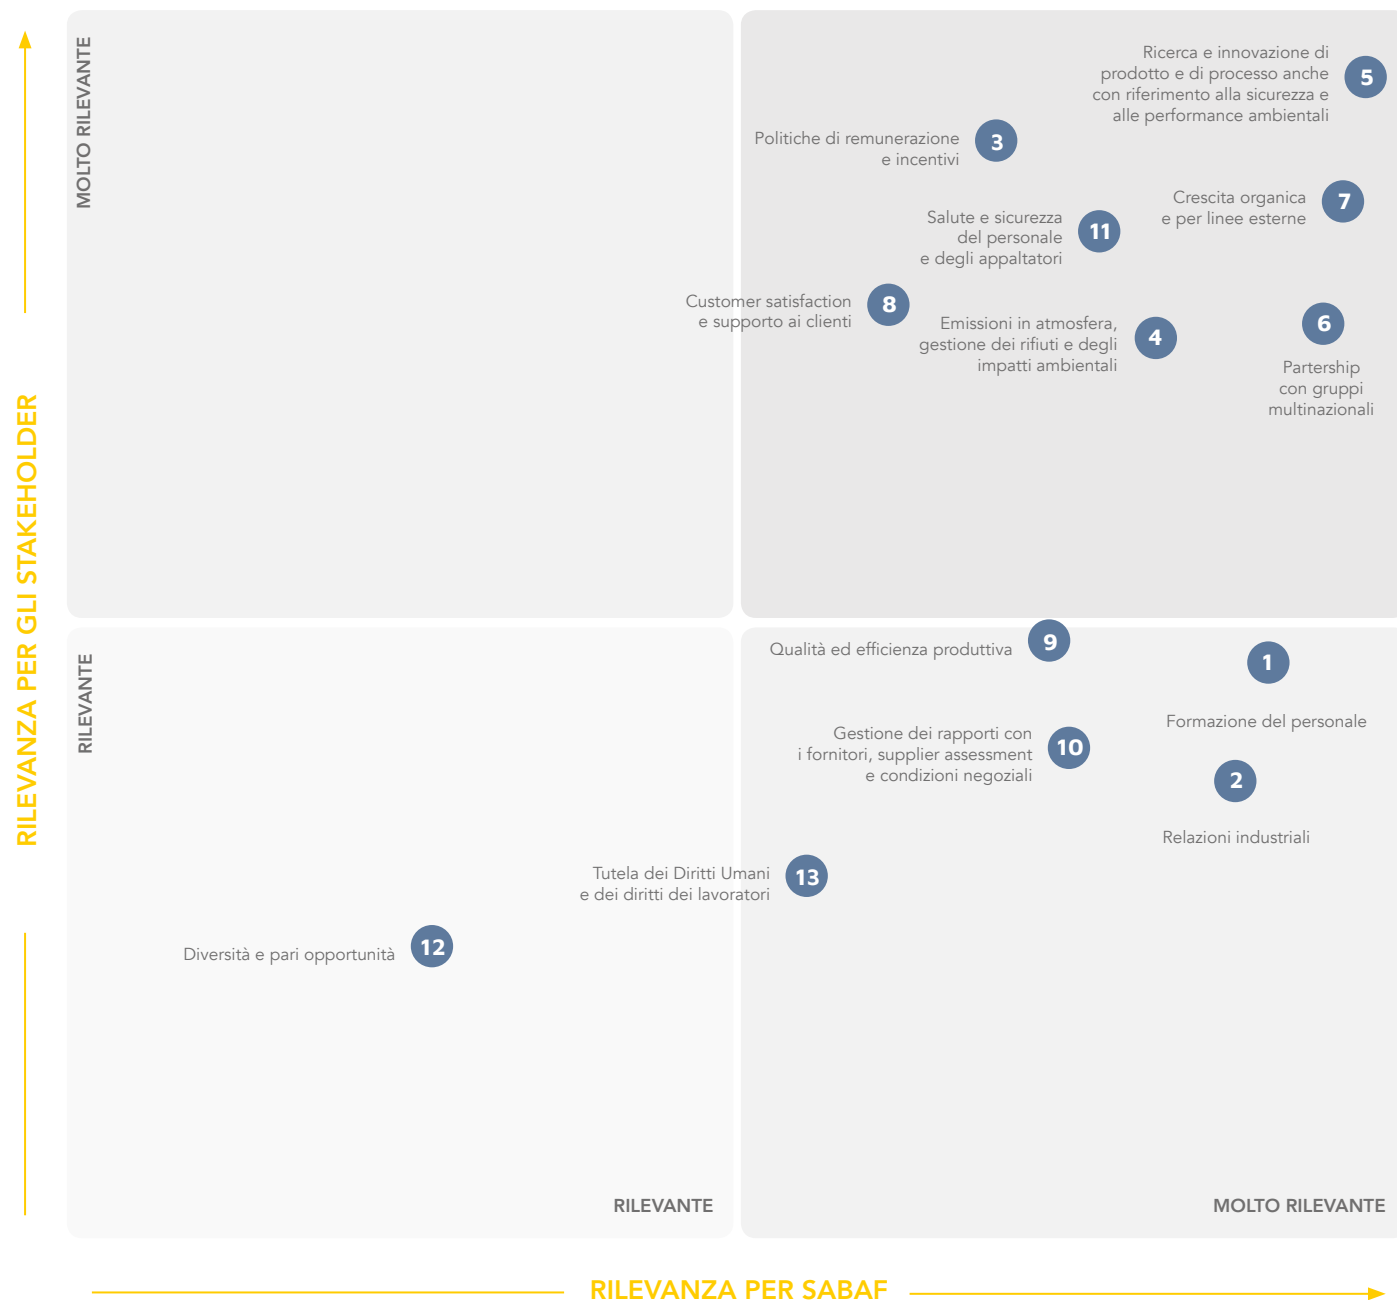 MOLTO RILEVANTE
Ricerca e innovazione di
prodotto e di processo anche
con riferimento alla sicurezza e
alle performance ambientali
5
Politiche di remunerazione
e incentivi
3
Crescita organica
e per linee esterne
7
Salute e sicurezza
del personale
e degli appaltatori
11
Customer satisfaction
e supporto ai clienti
8
Emissioni in atmosfera,
gestione dei rifiuti e degli
impatti ambientali
4
6
Partership
con gruppi
multinazionali
RILEVANZA PER GLI STAKEHOLDER
RILEVANTE
Qualità ed efficienza produttiva
9
1
Formazione del personale
Gestione dei rapporti con
i fornitori, supplier assessment
e condizioni negoziali
10
2
Relazioni industriali
Tutela dei Diritti Umani
e dei diritti dei lavoratori
13
Diversità e pari opportunità
12
RILEVANTE
MOLTO RILEVANTE
RILEVANZA PER SABAF